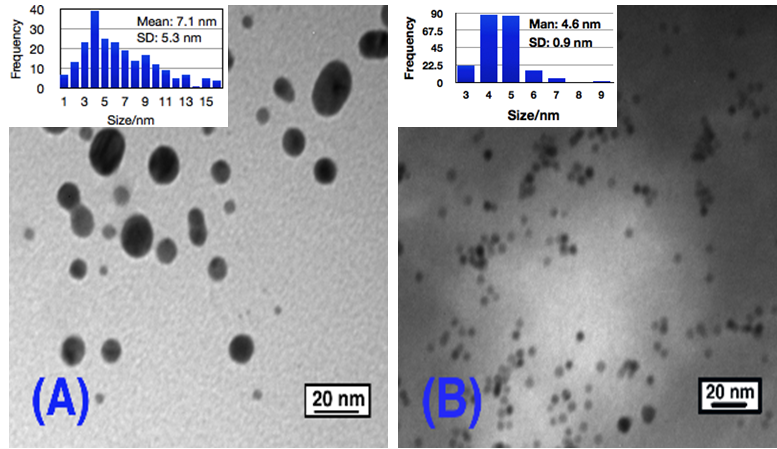 40
30
20
10
0
Frequency
Mean: 7.1 nm
SD: 5.3 nm
1 3 5 7 9 11 13 15
Size/nm
(A)
20 nm
90
67.5
45
22.5
0
Frequency
Man: 4.6 nm
SD: 0.9 nm
3 4 5 6 7 8 9
Size/nm
(B)
20 nm